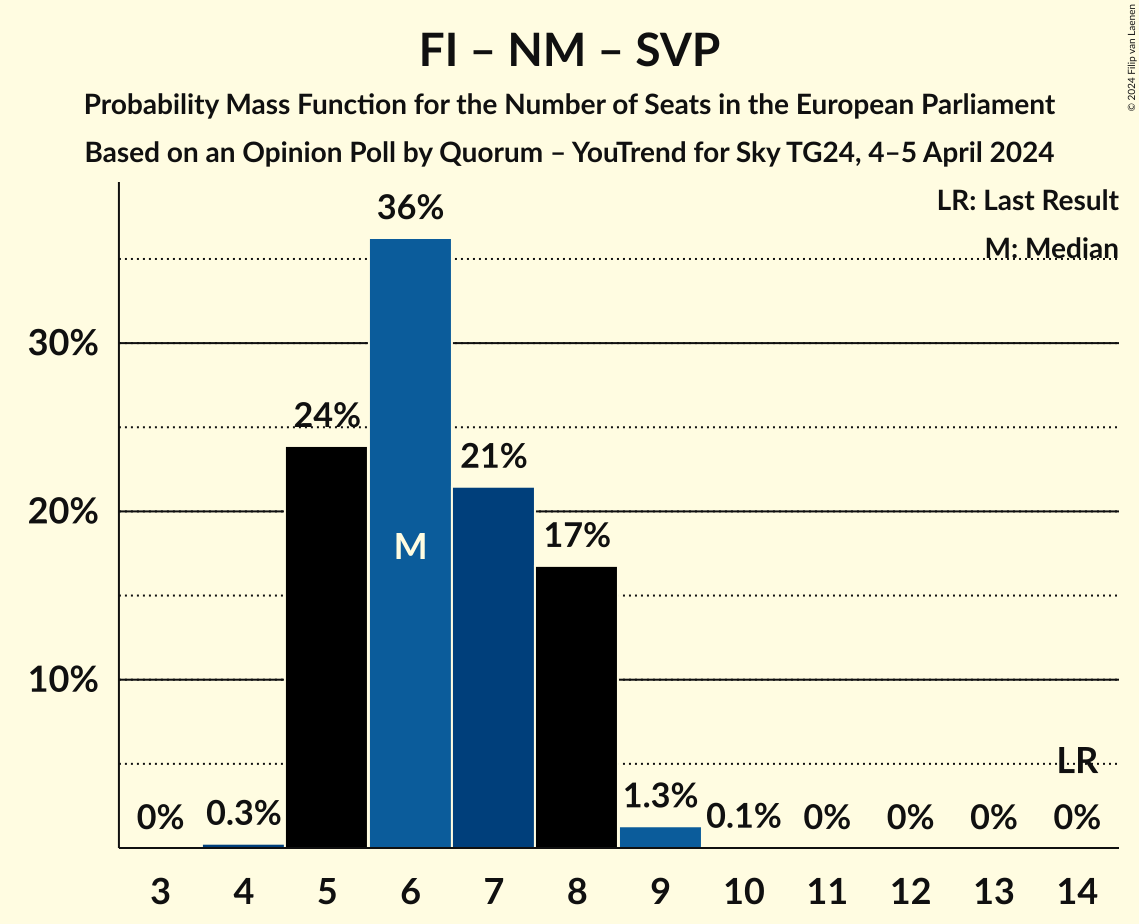 FI – NM – SVP
Probability Mass Function for the Number of Seats in the European Parliament
Based on an Opinion Poll by Quorum – YouTrend for Sky TG24, 4–5 April 2024
© 2024 Filip van Laenen
LR: Last Result
M: Median
36%
30%
24%
21%
20%
17%
M
10%
LR
0% 0.3% 1.3% 0.1% 0% 0% 0% 0%
3 4 5 6 7 8 9 10 11 12 13 14